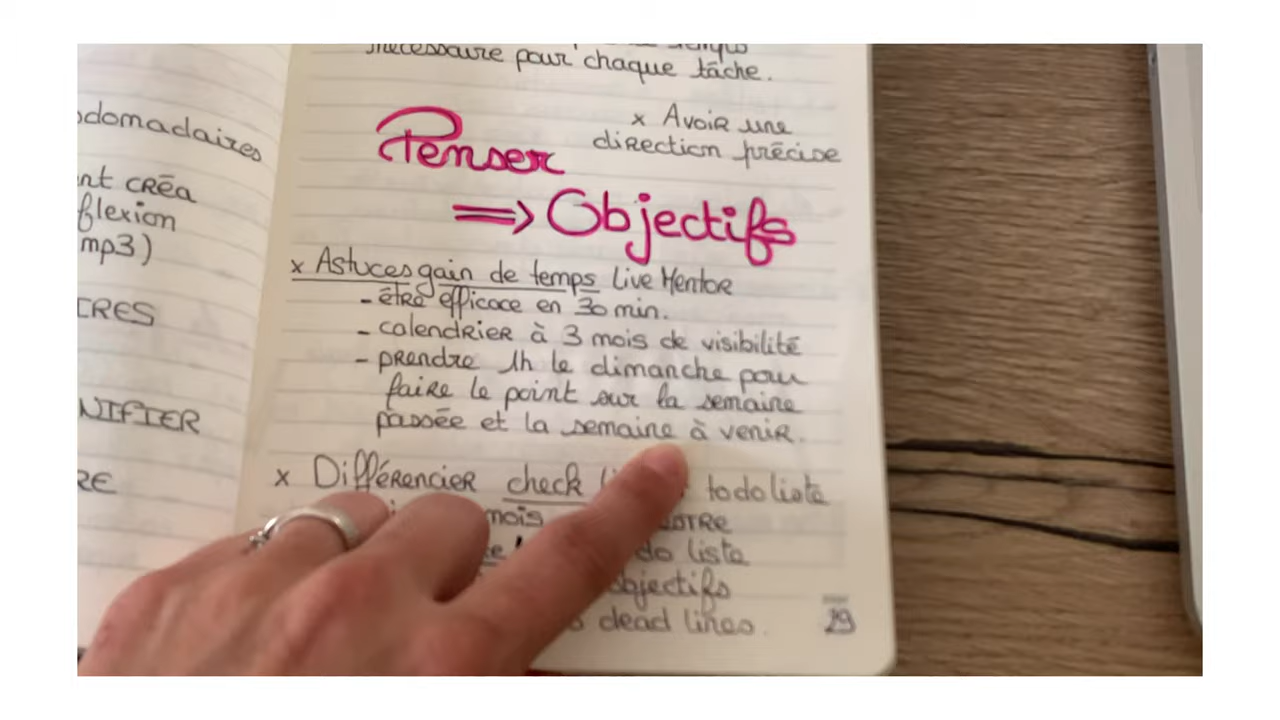 domadaires
nt créa
flexion
mp3)
NIFIER
RE
nécessaire pour chaque tâche.
x Avoir une
direction précise
Penser
=> Objectifs
x Astuces gain de temps Live Mentor
- être efficace en 30 min.
- calendrier à 3 mois de visibilité
- prendre 1h le dimanche pour
faire le point sur la semaine
passée et la semaine à venir.
x Différencier check todo liste
mois
do liste
objectifs
dead lines.
29